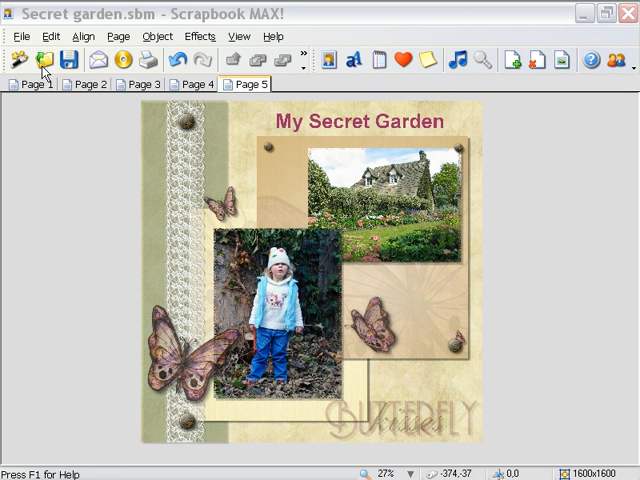 Secret garden.sbm - Scrapbook MAX!
File Edit Align Page Object Effects View Help
Page 1 Page 2 Page 3 Page 4 Page 5
My Secret Garden
BUTTERFLY
kisses
Press F1 for Help 27% -374,-37 0,0 1600x1600